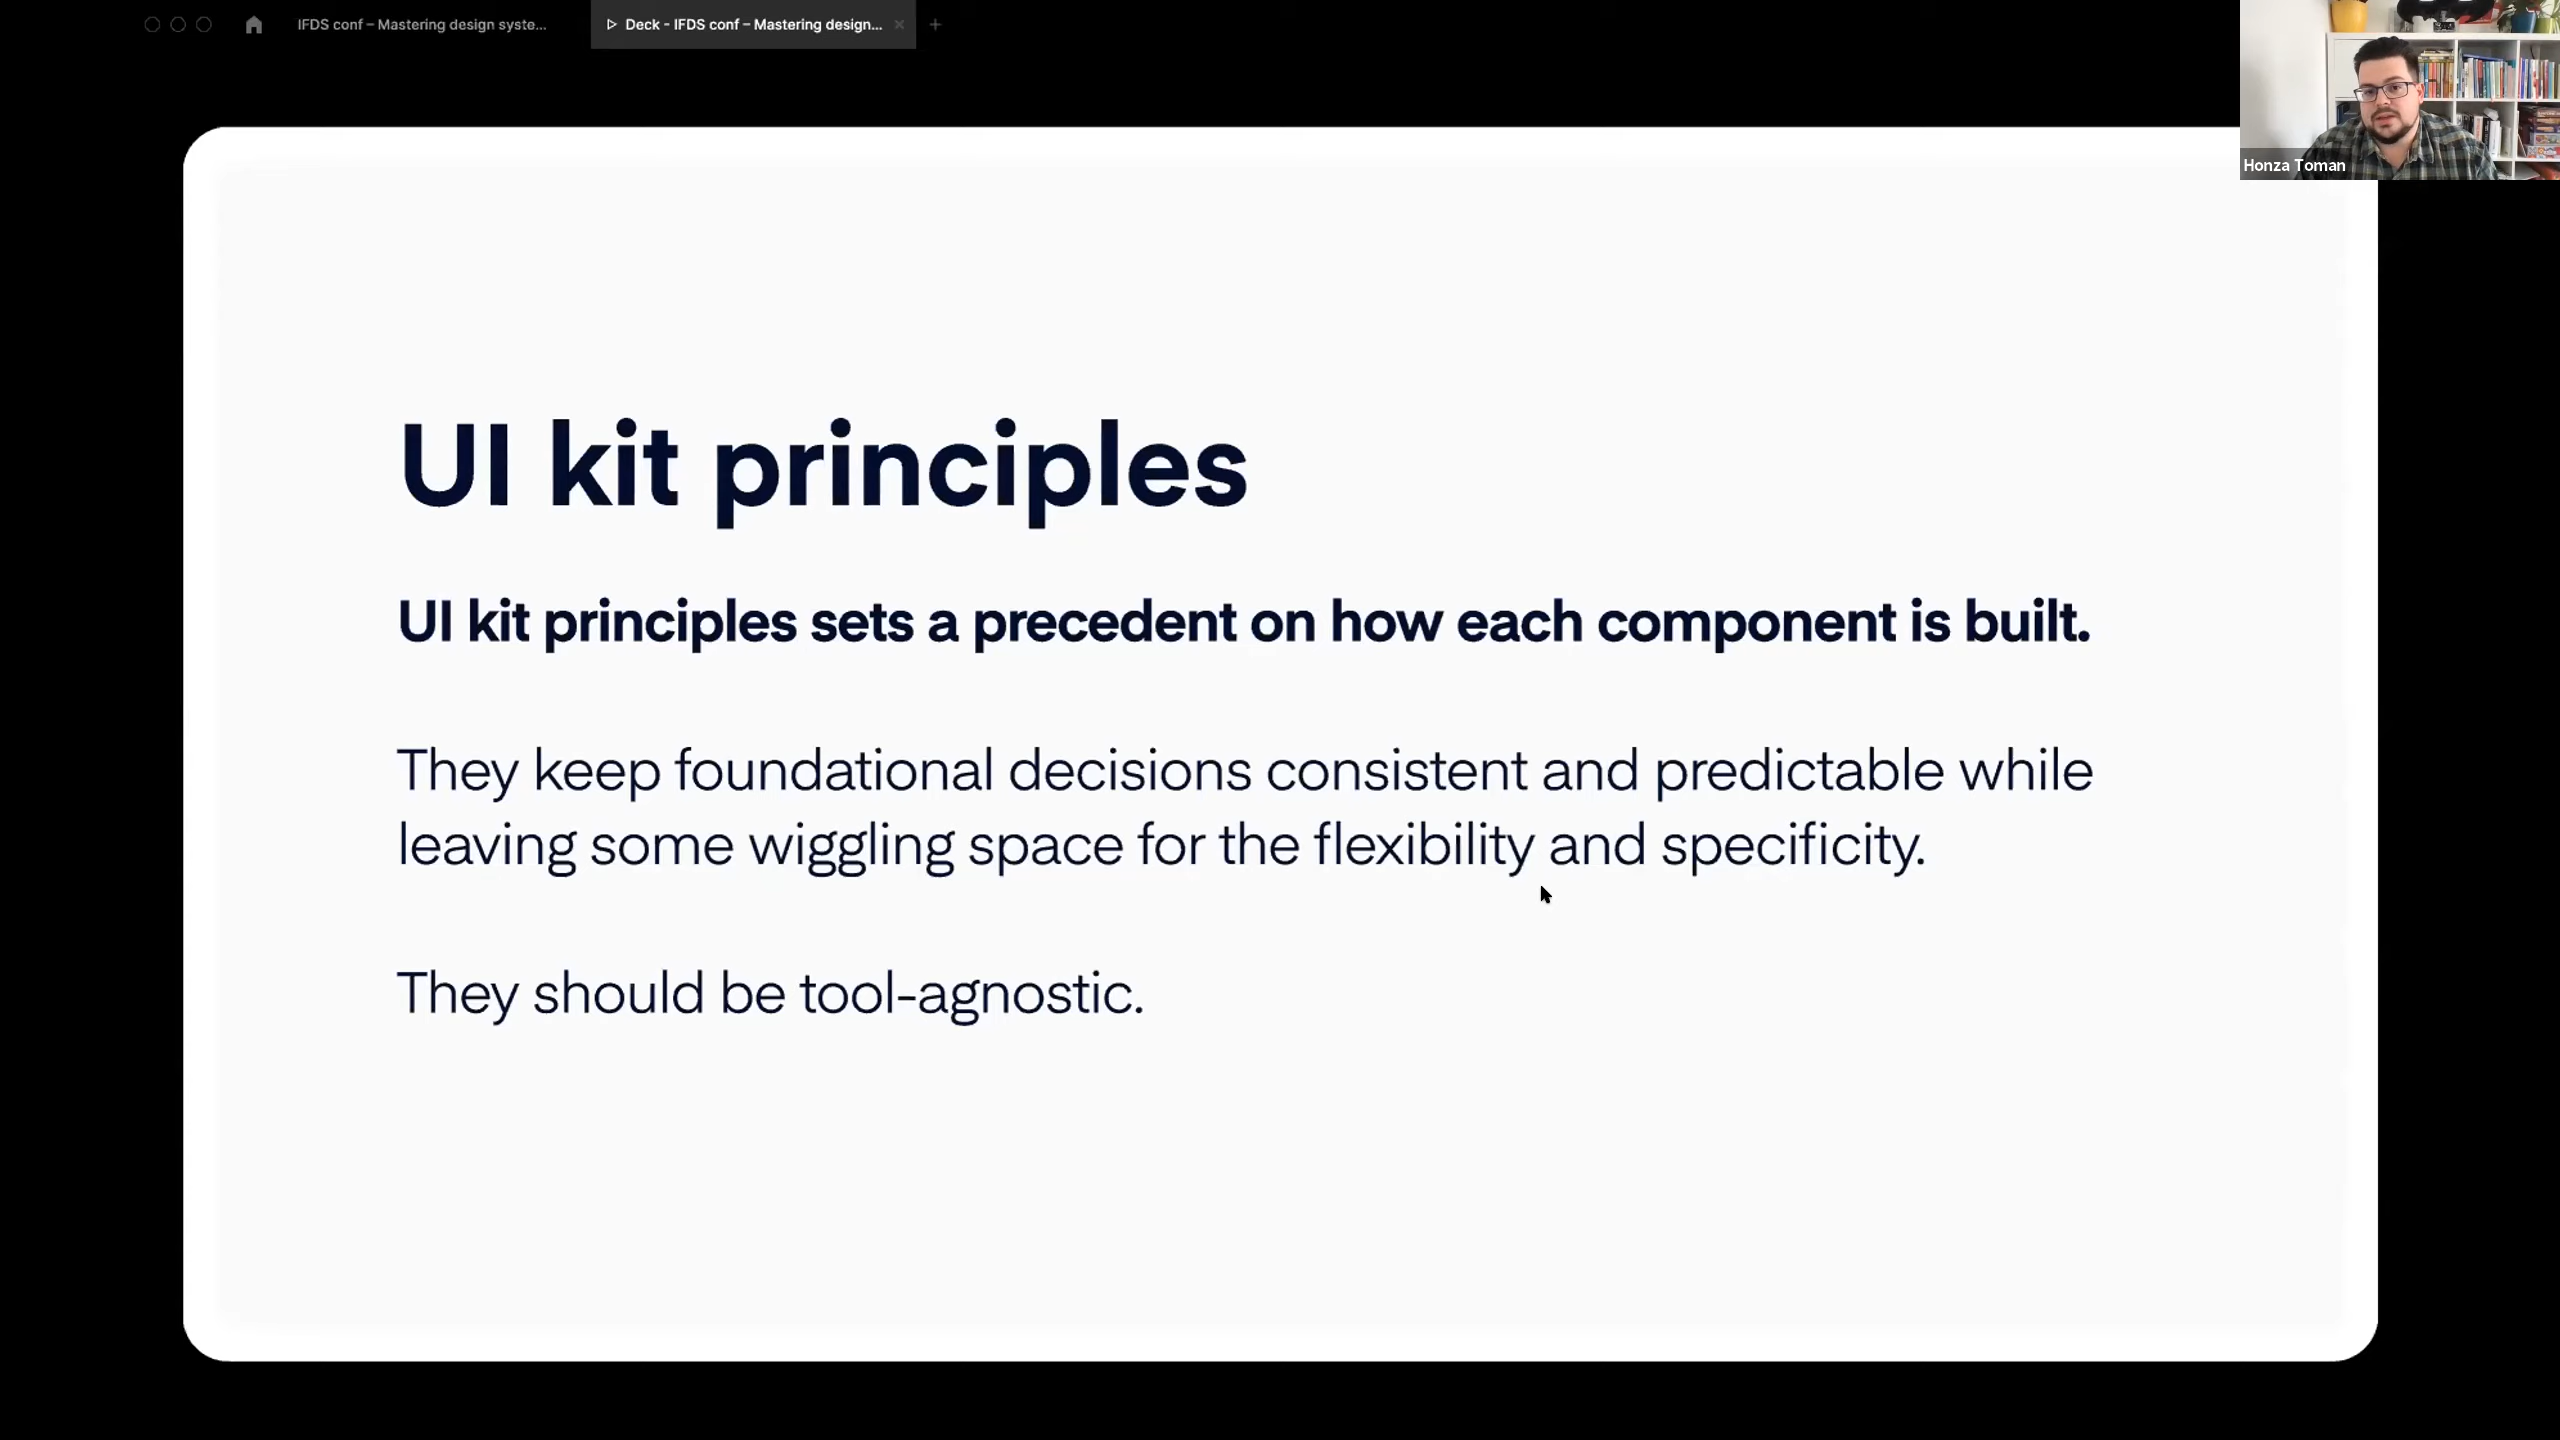 IFDS conf – Mastering design syste...
Deck - IFDS conf – Mastering design...
Honza Toman
UI kit principles
UI kit principles sets a precedent on how each component is built.
They keep foundational decisions consistent and predictable while
leaving some wiggling space for the flexibility and specificity.
They should be tool-agnostic.